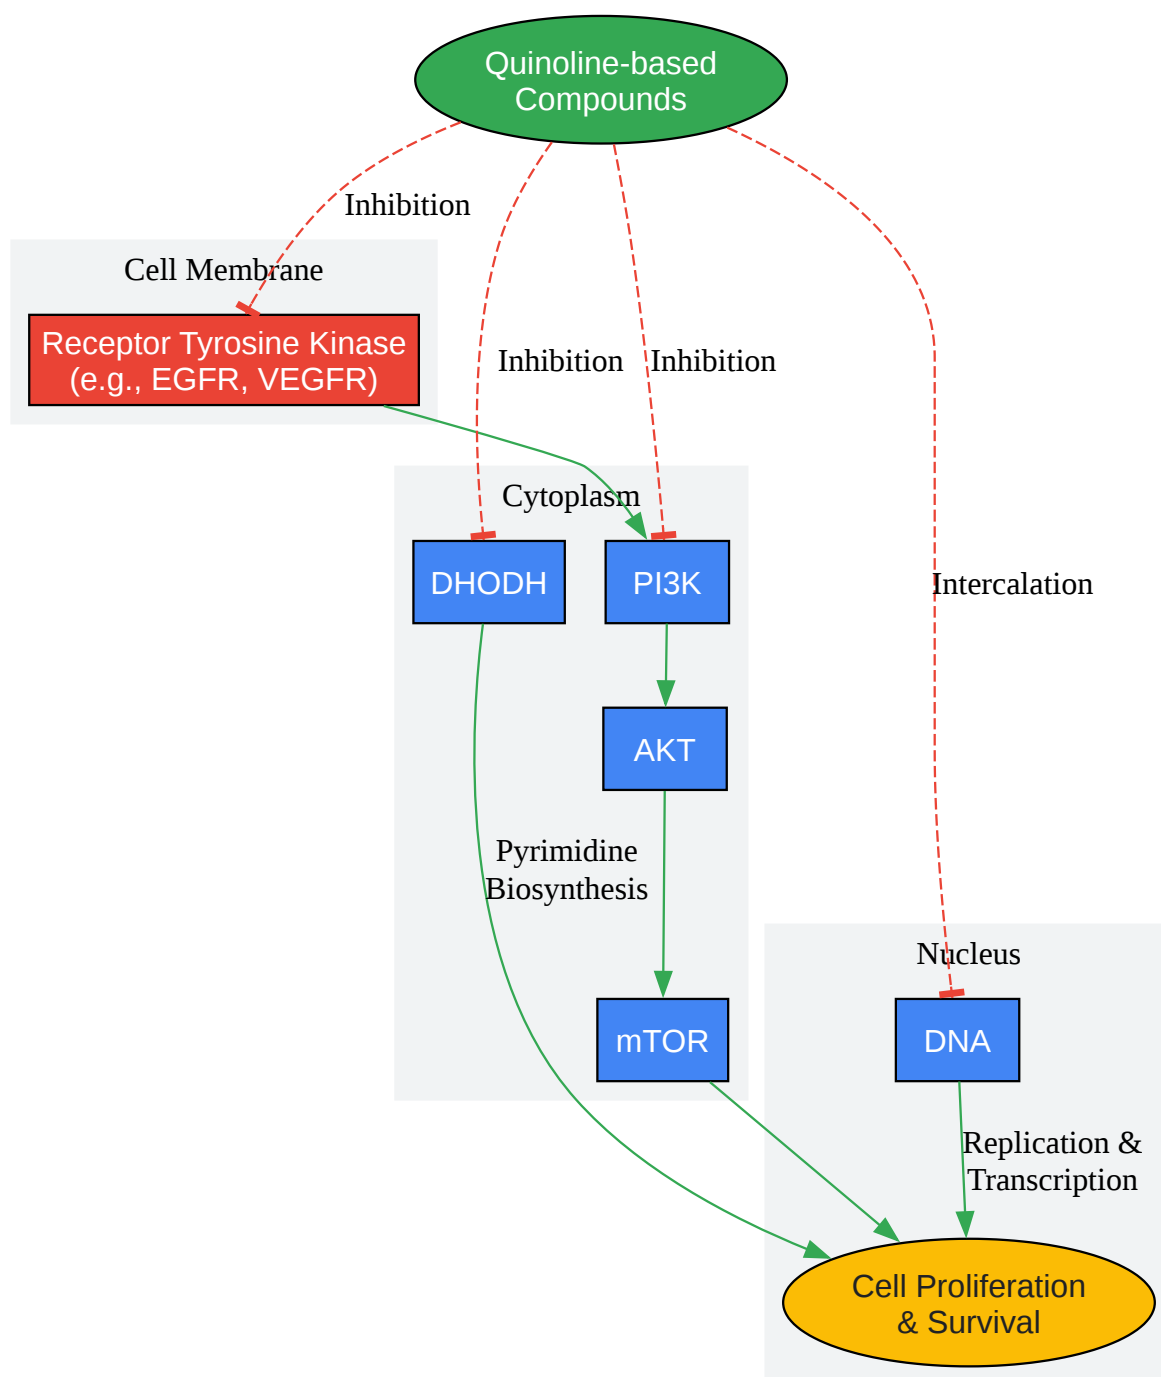 Quinoline-based
Compounds
Inhibition
Cell Membrane
Receptor Tyrosine Kinase
(e.g., EGFR, VEGFR)
Inhibition
Inhibition
Cytoplasm
DHODH
PI3K
Intercalation
AKT
Pyrimidine
Biosynthesis
Nucleus
mTOR
DNA
Replication &
Transcription
Cell Proliferation
& Survival